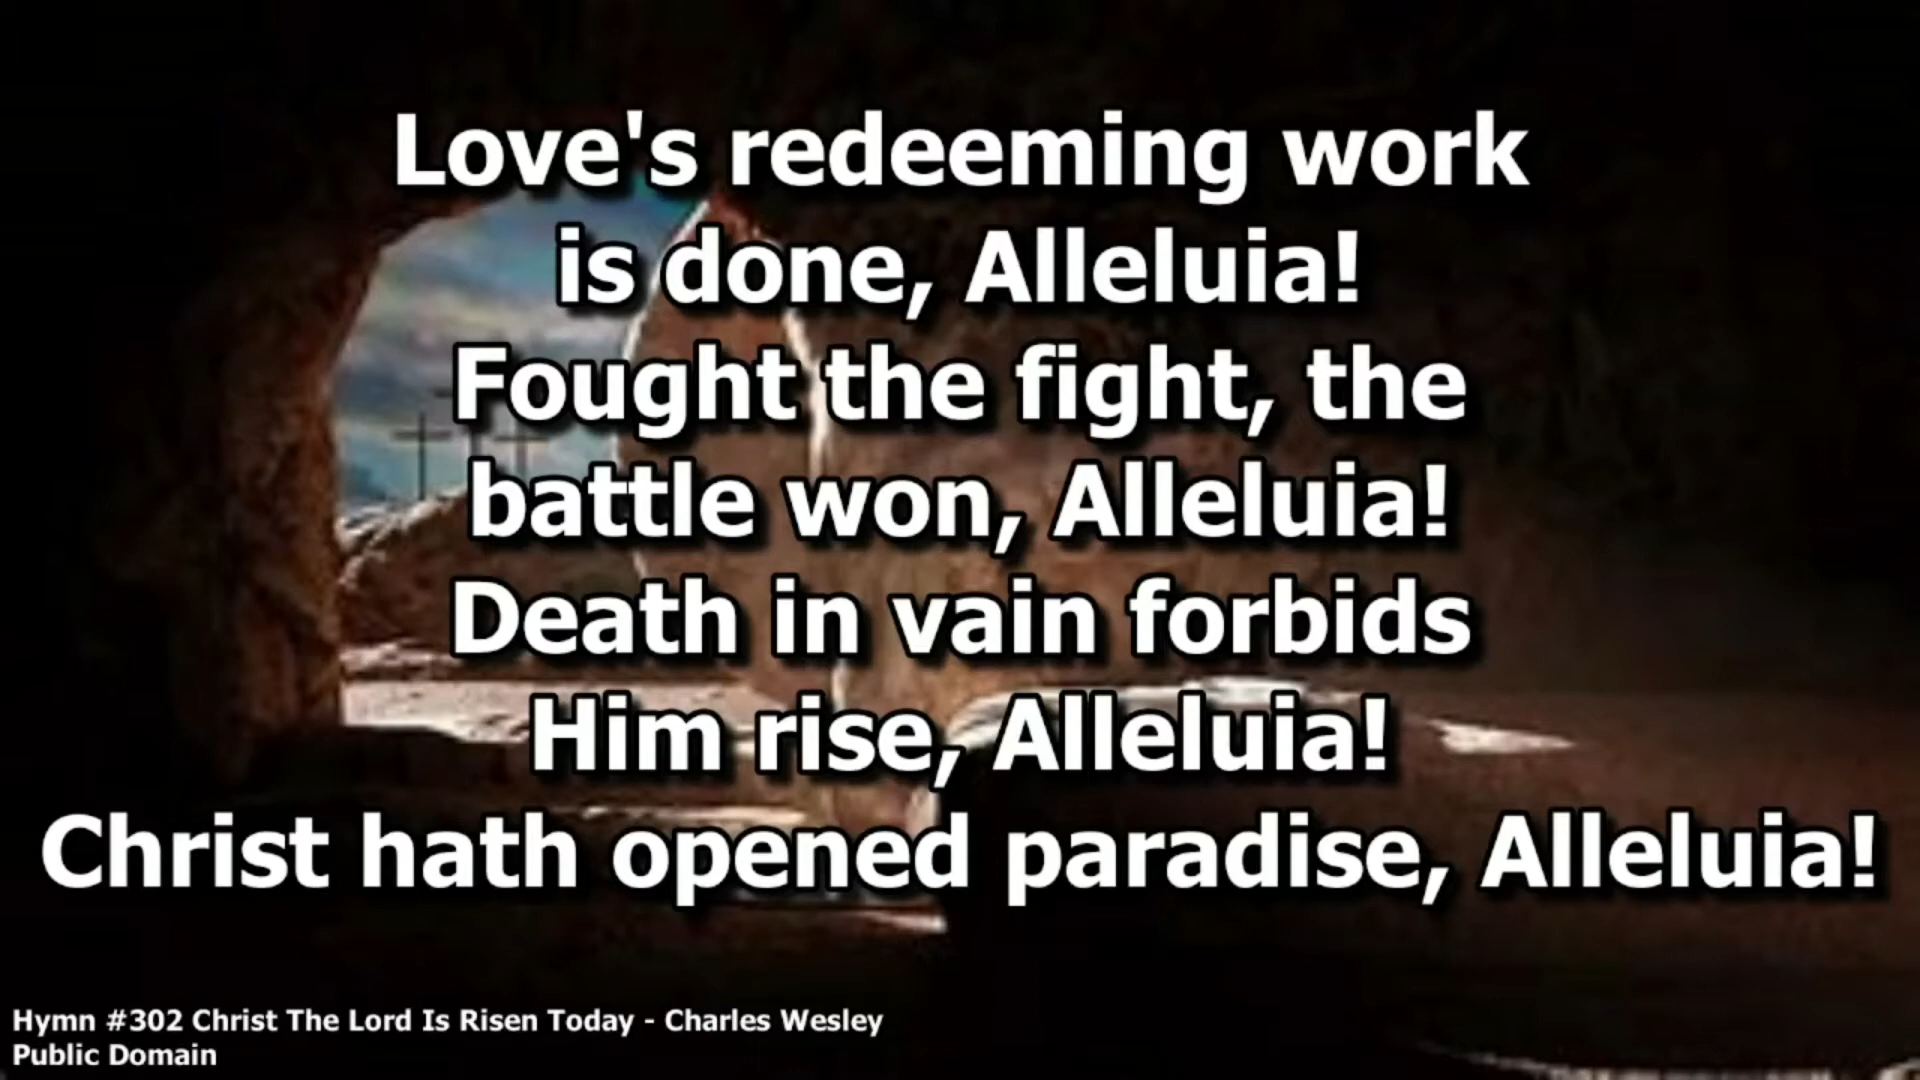 Love's redeeming work
is done, Alleluia!
Fought the fight, the
battle won, Alleluia!
Death in vain forbids
Him rise, Alleluia!
Christ hath opened paradise, Alleluia!
Hymn #302 Christ The Lord Is Risen Today - Charles Wesley
Public Domain